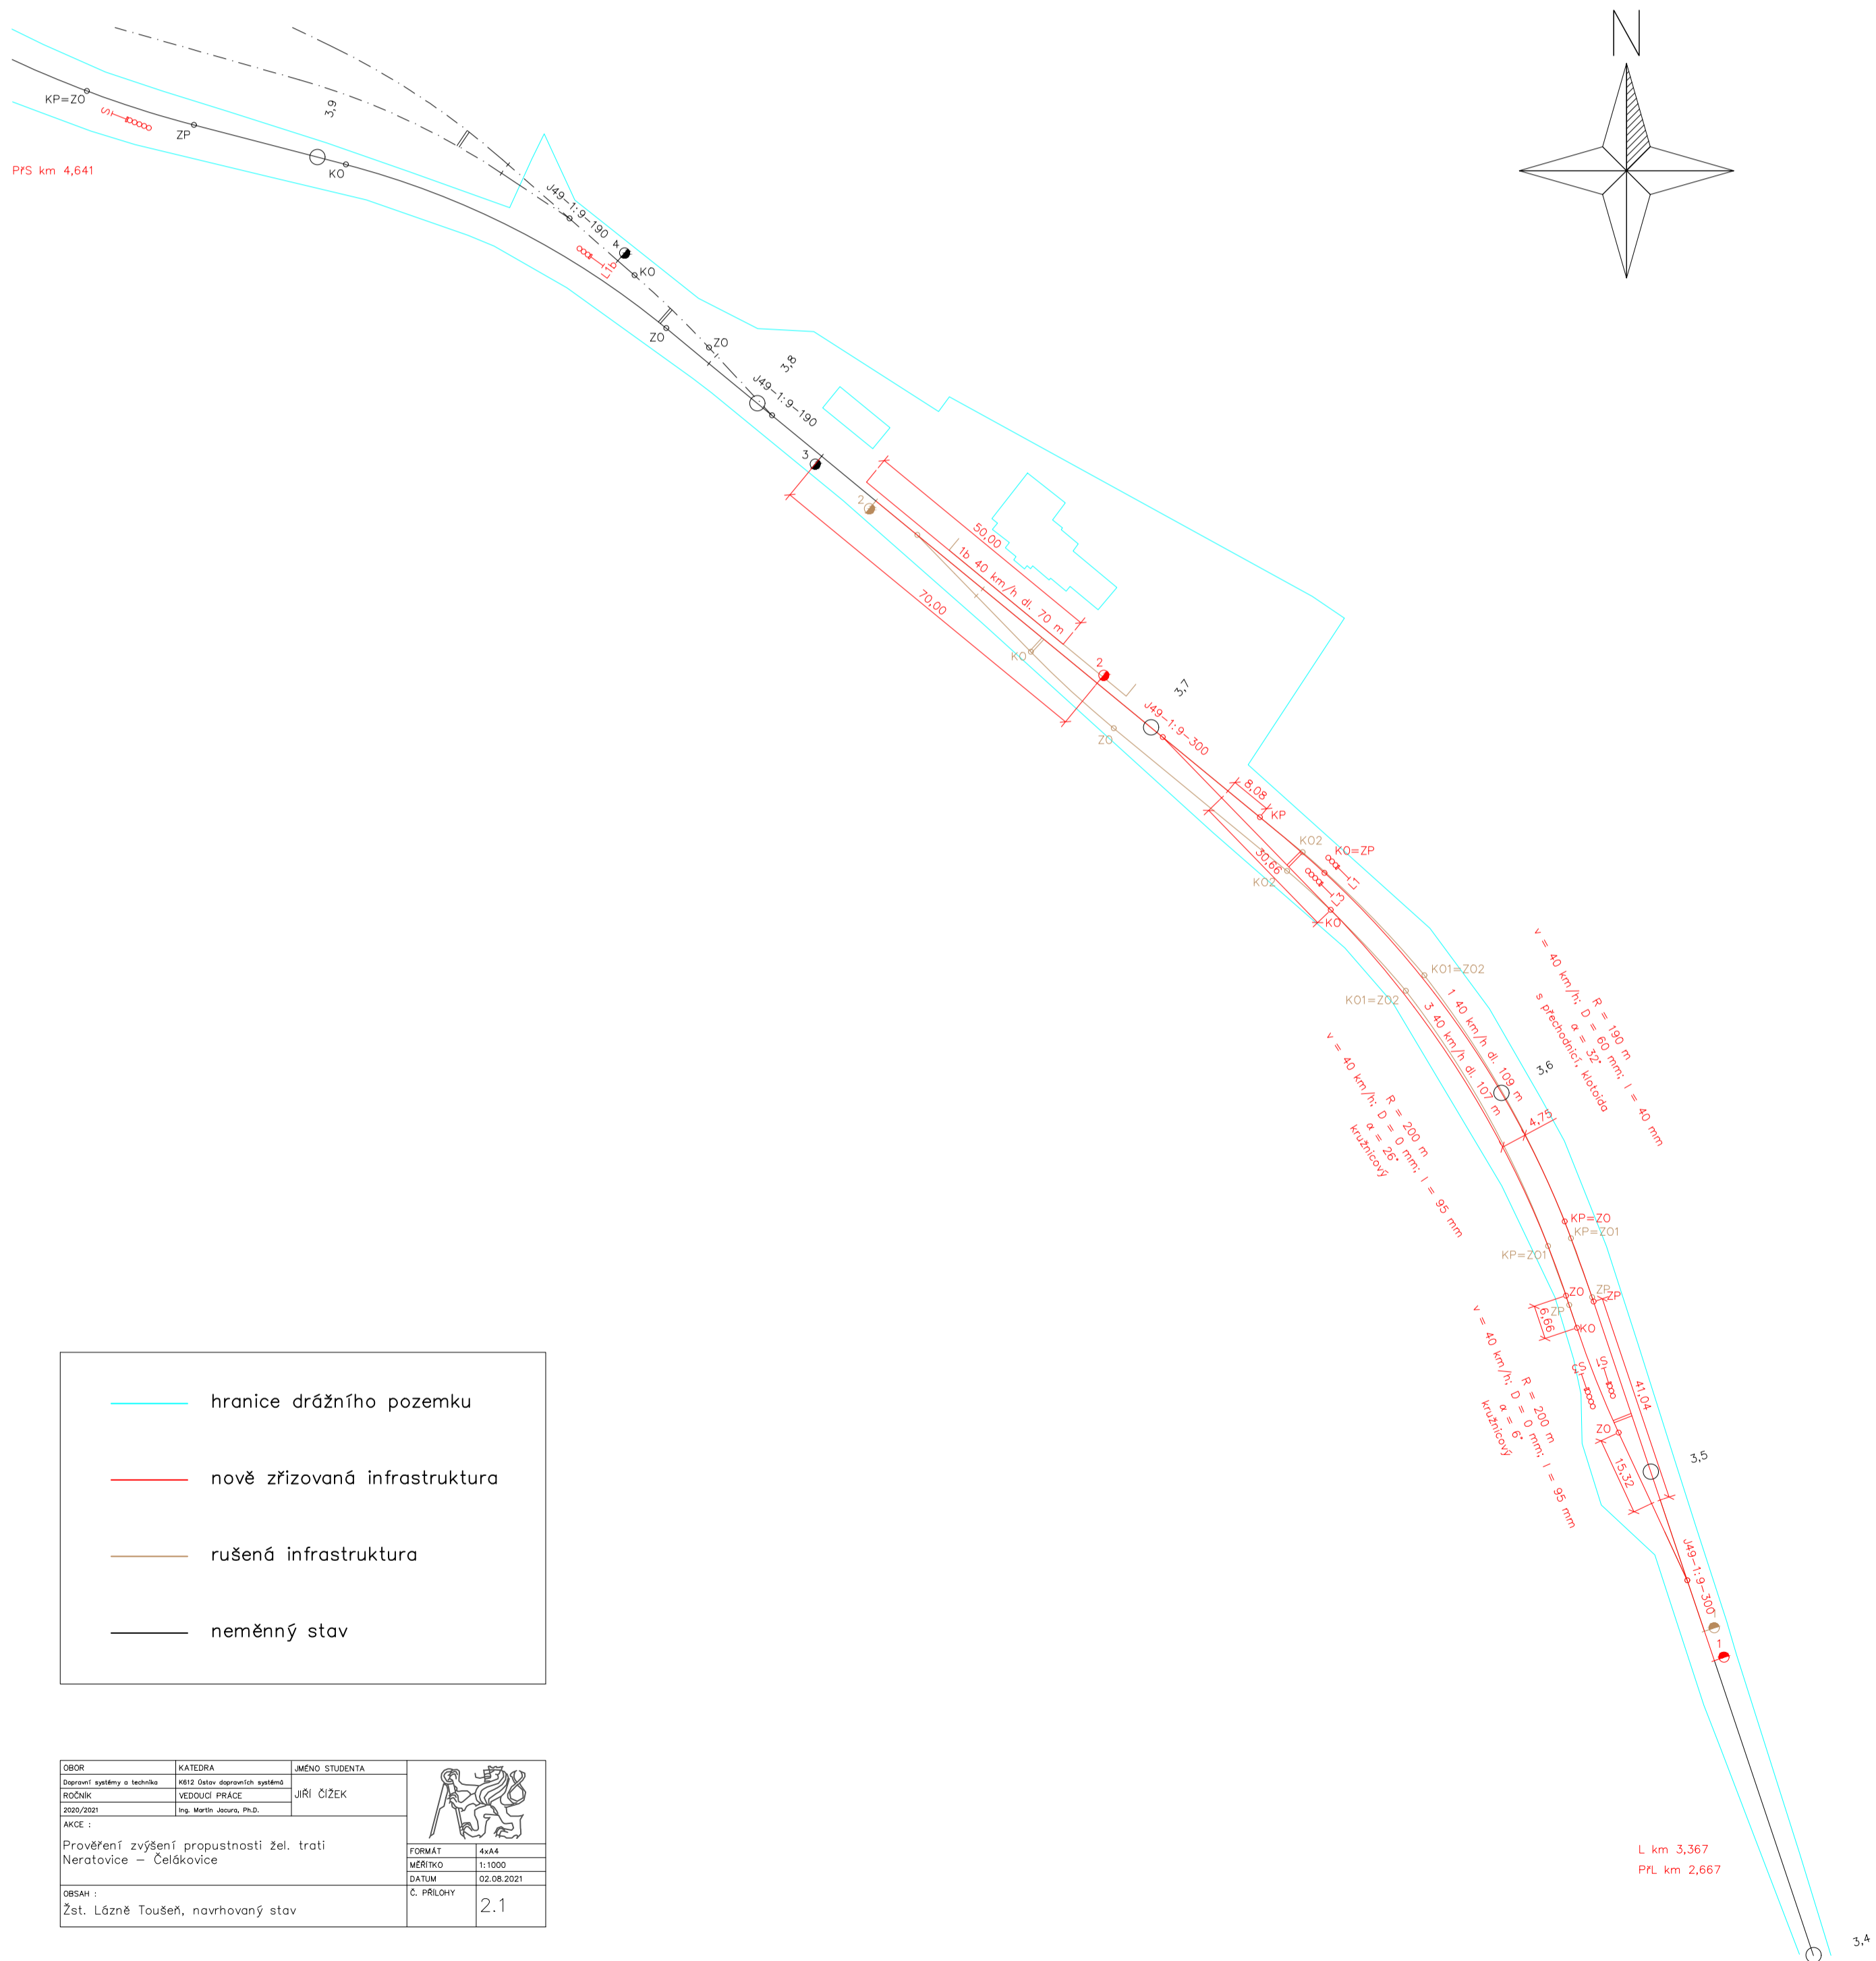 N
KP=ZO
S1
ZP
3,9
KO
PřS km 4,641
J49-1:9-190
4
L1b
KO
ZO
ZO
3,8
J49-1:9-190
3
2
50,00
1b 40 km/h dl. 70 m
70,00
KO
2
3,7
ZO
J49-1:9-300
8,08
KP
30,66
KO2
KO=ZP
KO2
L1
L3
KO
KO1=ZO2
KO1=ZO2
1 40 km/h dl. 109 m
3 40 km/h dl. 107 m
R = 190 m
v = 40 km/h; D = 60 mm; I = 40 mm
α = 32°
s přechodnicí, klotoida
R = 200 m
v = 40 km/h; D = 0 mm; I = 95 mm
α = 26°
kružnicový
3,6
4,75
KP=ZO
KP=ZO1
KP=ZO1
ZO
ZP
ZP
ZP
6,66
KO
S3
S1
41,04
R = 200 m
v = 40 km/h; D = 0 mm; I = 95 mm
α = 6°
kružnicový
ZO
15,32
3,5
J49-1:9-300
1
hranice drážního pozemku
nově zřizovaná infrastruktura
rušená infrastruktura
neměnný stav
OBOR
KATEDRA
JMÉNO STUDENTA
Dopravní systémy a technika
K612 Ústav dopravních systémů
JIŘÍ ČÍŽEK
ROČNÍK
VEDOUCÍ PRÁCE
2020/2021
Ing. Martin Jacura, Ph.D.
AKCE :
Prověření zvýšení propustnosti žel. trati
Neratovice – Čelákovice
FORMÁT
4xA4
MĚŘÍTKO
1:1000
DATUM
02.08.2021
OBSAH :
Žst. Lázně Toušeň, navrhovaný stav
Č. PŘÍLOHY
2.1
L km 3,367
PřL km 2,667
3,4